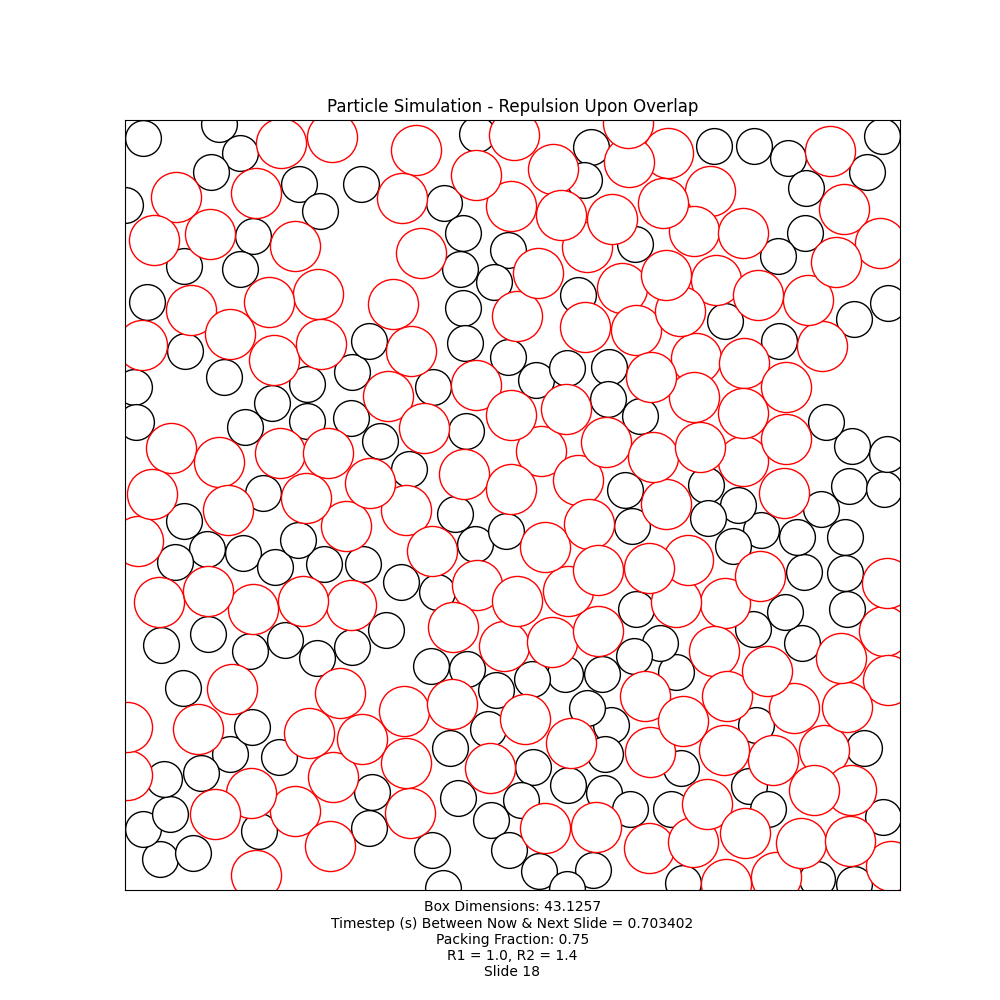 Particle Simulation - Repulsion Upon Overlap
Box Dimensions: 43.1257
Timestep (s) Between Now & Next Slide = 0.703402
Packing Fraction: 0.75
R1 = 1.0, R2 = 1.4
Slide 18